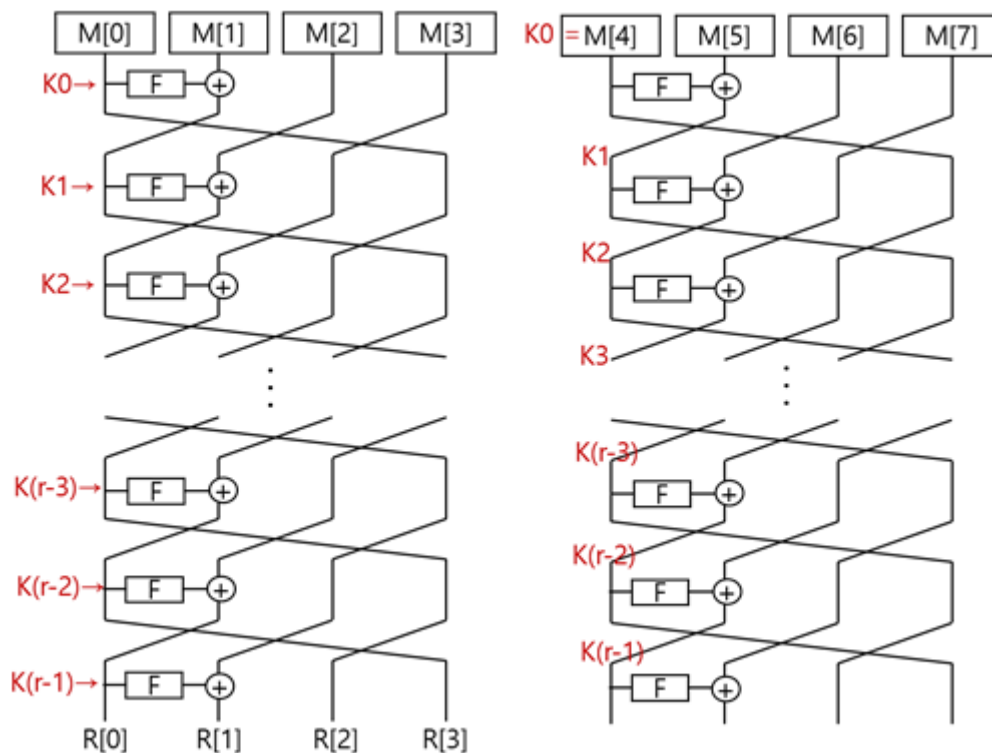 M[0] M[1] M[2] M[3] K0 = M[4] M[5] M[6] M[7]
K0→ F + F +
K1
K1→ F + F +
K2
K2→ F + F +
K3
⋮ ⋮
K(r-3)
K(r-3)→ F + F +
K(r-2)
K(r-2)→ F + F +
K(r-1)
K(r-1)→ F + F +
R[0] R[1] R[2] R[3]